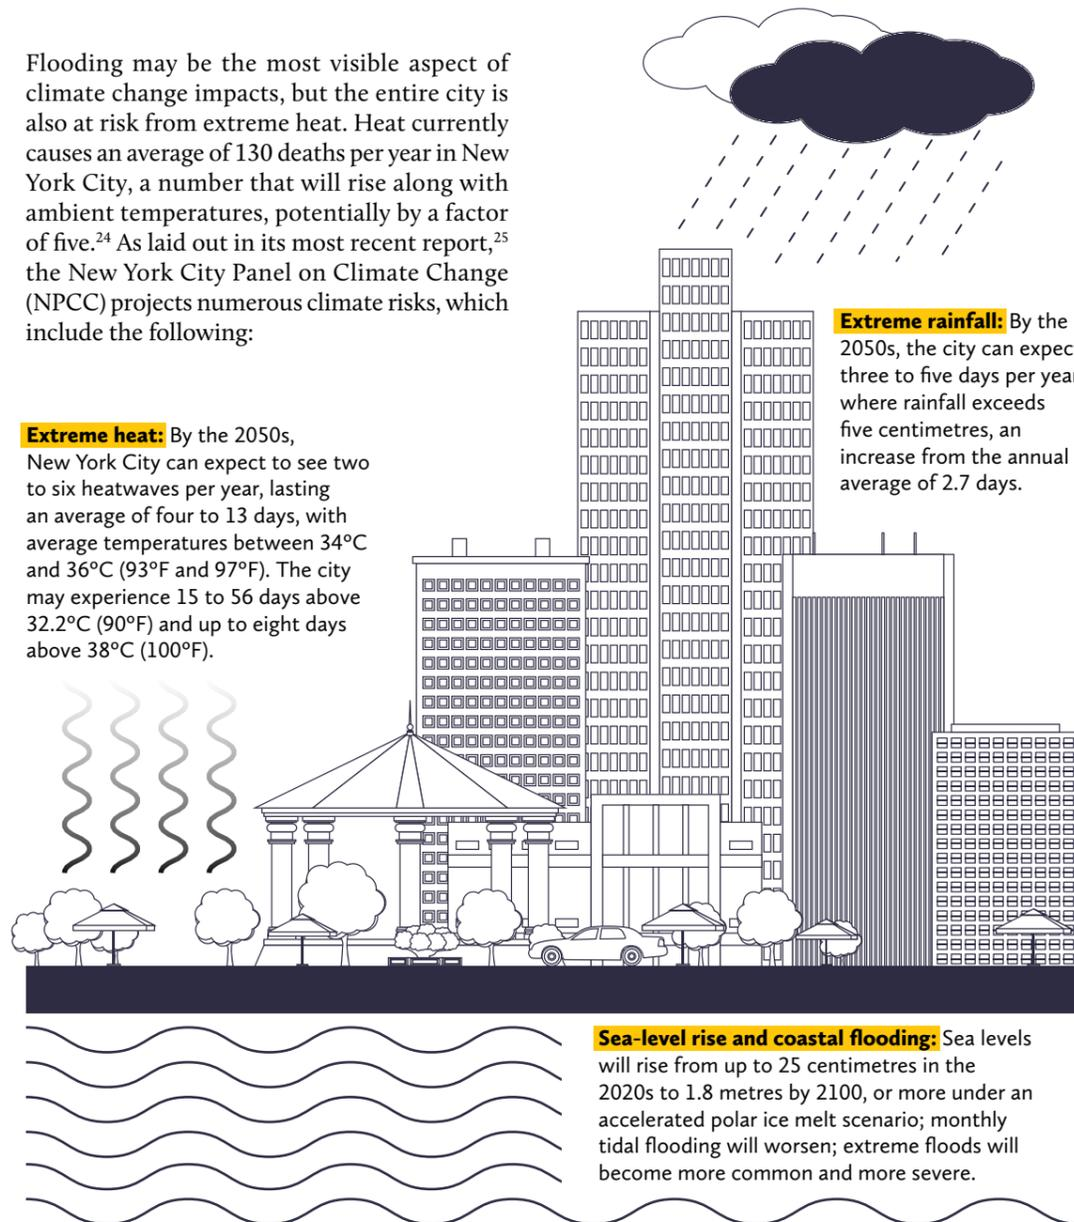 Flooding may be the most visible aspect of
climate change impacts, but the entire city is
also at risk from extreme heat. Heat currently
causes an average of 130 deaths per year in New
York City, a number that will rise along with
ambient temperatures, potentially by a factor
of five.24 As laid out in its most recent report,25
the New York City Panel on Climate Change
(NPCC) projects numerous climate risks, which
include the following:
Extreme heat: By the 2050s,
New York City can expect to see two
to six heatwaves per year, lasting
an average of four to 13 days, with
average temperatures between 34ºC
and 36ºC (93ºF and 97ºF). The city
may experience 15 to 56 days above
32.2ºC (90ºF) and up to eight days
above 38ºC (100ºF).
Extreme rainfall: By the
2050s, the city can expec
three to five days per year
where rainfall exceeds
five centimetres, an
increase from the annual
average of 2.7 days.
Sea-level rise and coastal flooding: Sea levels
will rise from up to 25 centimetres in the
2020s to 1.8 metres by 2100, or more under an
accelerated polar ice melt scenario; monthly
tidal flooding will worsen; extreme floods will
become more common and more severe.